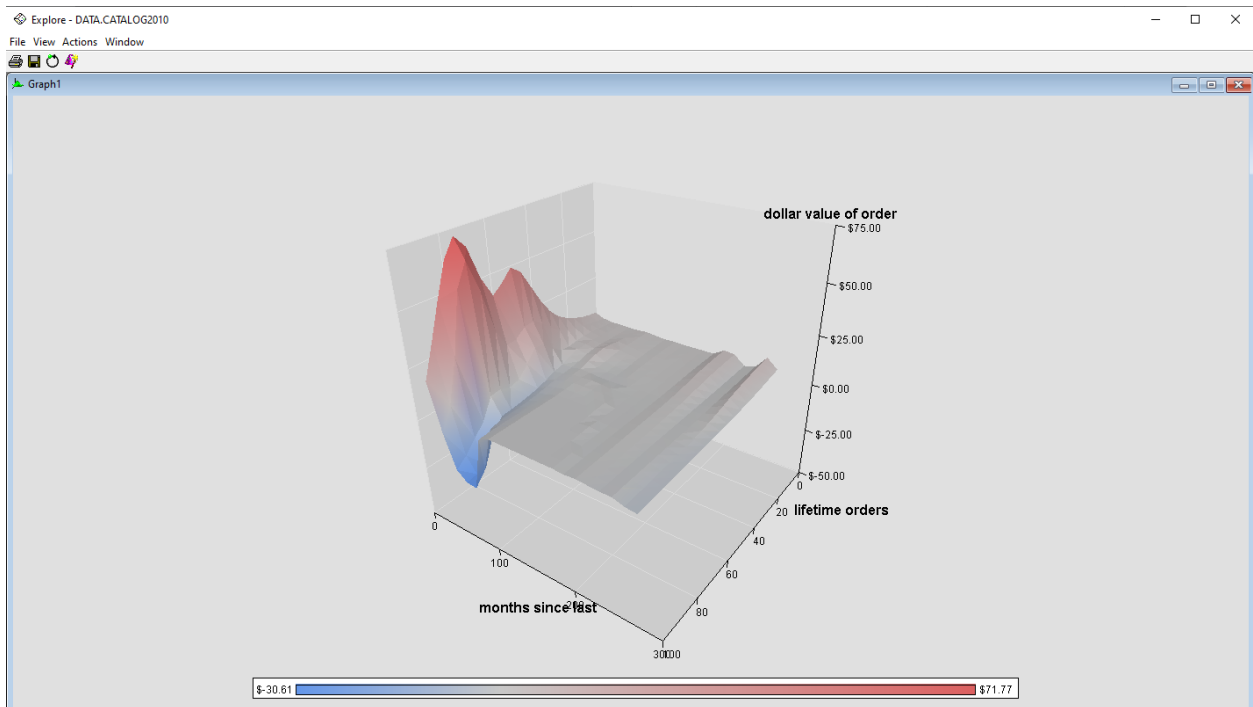 Explore - DATA.CATALOG2010
File View Actions Window
Graph1
dollar value of order
$75.00
$50.00
$25.00
$0.00
$-25.00
$-50.00
0
20
lifetime orders
40
60
80
0
100
months since last
$-30.61
$71.77